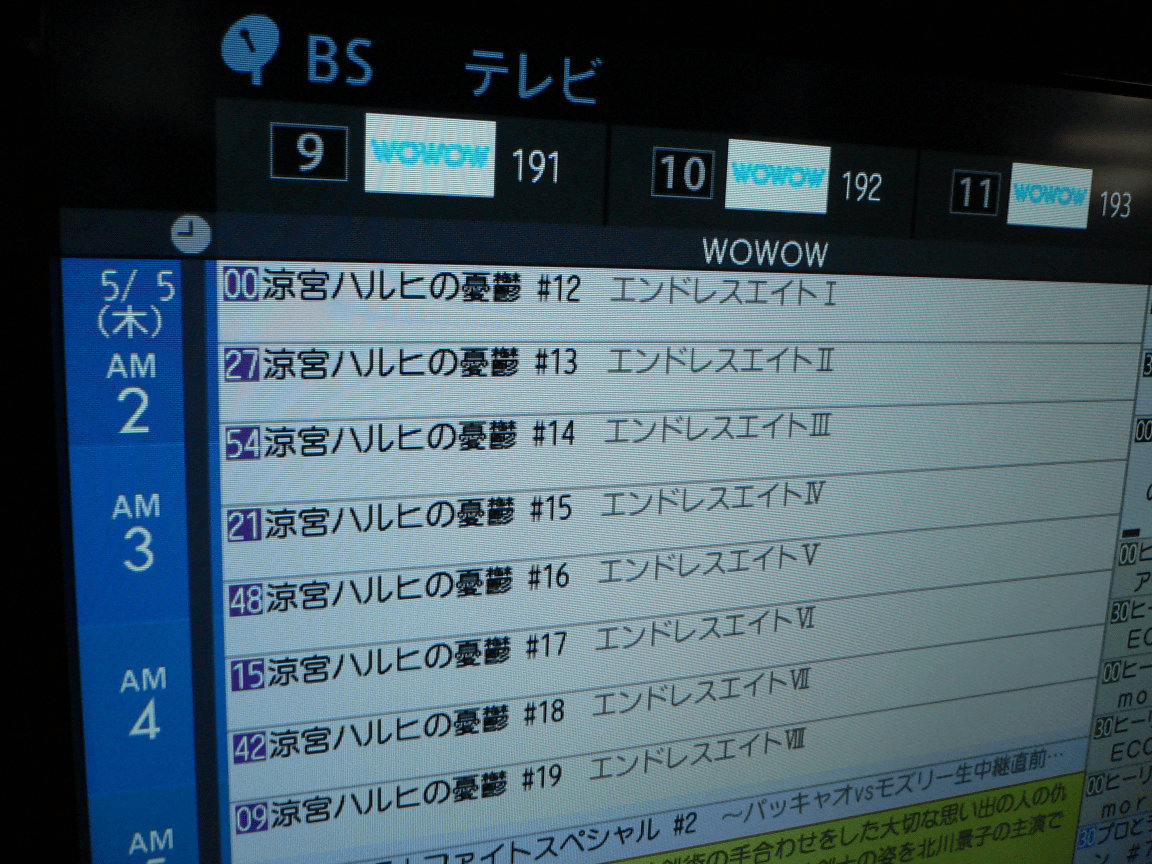 BS テレビ
9 WOWOW 191 10 WOWOW 192 11 WOWOW 193
WOWOW
5/ 5
(木)
AM
2
00 涼宮ハルヒの憂鬱 #12 エンドレスエイトⅠ
27 涼宮ハルヒの憂鬱 #13 エンドレスエイトⅡ
54 涼宮ハルヒの憂鬱 #14 エンドレスエイトⅢ
AM
3
21 涼宮ハルヒの憂鬱 #15 エンドレスエイトⅣ
48 涼宮ハルヒの憂鬱 #16 エンドレスエイトⅤ
AM
4
15 涼宮ハルヒの憂鬱 #17 エンドレスエイトⅥ
42 涼宮ハルヒの憂鬱 #18 エンドレスエイトⅦ
09 涼宮ハルヒの憂鬱 #19 エンドレスエイトⅧ
AM
ファイトスペシャル #2 ～パッキャオvsモズリー生中継直前…
の手合わせをした大切な思い出の人の仇
の姿を北川景子の主演で
00 ヒ
ア
30 ヒー
EC
00 ヒー
mo
30 ヒーリ
ECO
00 ヒーリ
mor
30 プロと